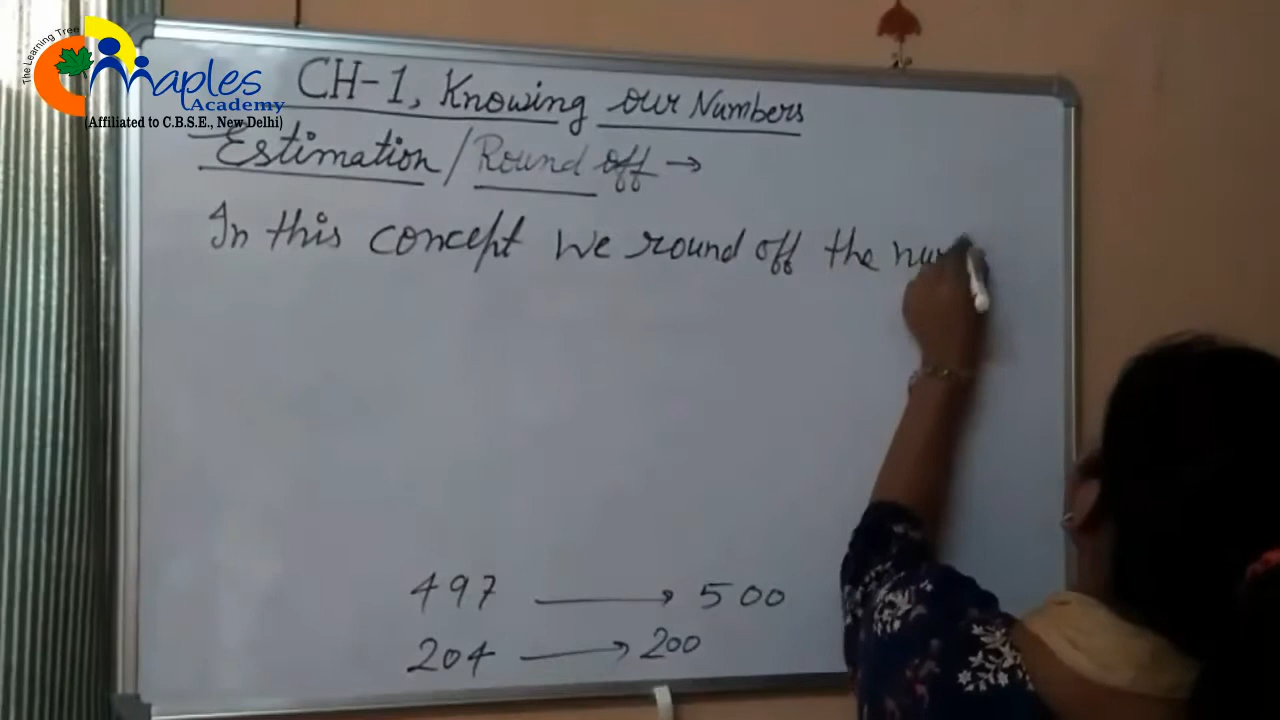 The Learning Tree
Maples
Academy
(Affiliated to C.B.S.E., New Delhi)
CH-1, Knowing our Numbers
Estimation / Round off →
In this concept We round off the
497 → 500
204 → 200